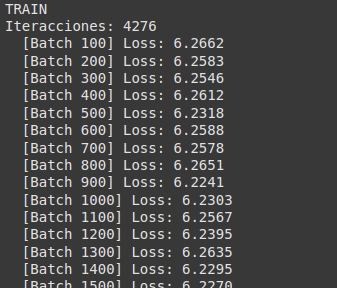 TRAIN
Iteracciones: 4276
[Batch 100] Loss: 6.2662
[Batch 200] Loss: 6.2583
[Batch 300] Loss: 6.2546
[Batch 400] Loss: 6.2612
[Batch 500] Loss: 6.2318
[Batch 600] Loss: 6.2588
[Batch 700] Loss: 6.2578
[Batch 800] Loss: 6.2651
[Batch 900] Loss: 6.2241
[Batch 1000] Loss: 6.2303
[Batch 1100] Loss: 6.2567
[Batch 1200] Loss: 6.2395
[Batch 1300] Loss: 6.2635
[Batch 1400] Loss: 6.2295
[Batch 1500] Loss: 6.2270